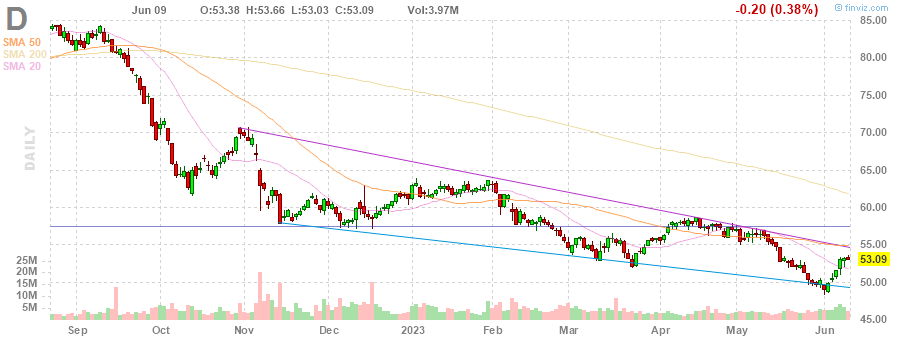 D
Jun 09 O:53.38 H:53.66 L:53.03 C:53.09 Vol:3.97M -0.20 (0.38%) © finviz.com
SMA 50
SMA 200
SMA 20
DAILY
85.00
80.00
75.00
70.00
65.00
60.00
55.00
53.09
50.00
45.00
25M
20M
15M
10M
5M
Sep Oct Nov Dec 2023 Feb Mar Apr May Jun